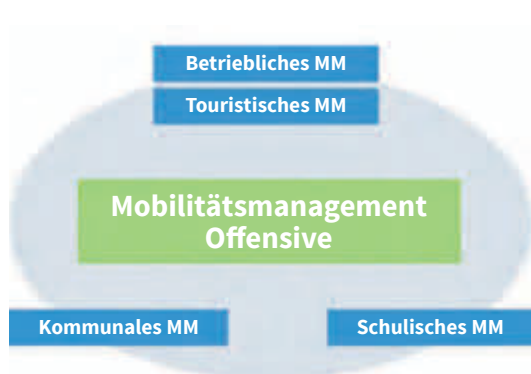 Betriebliches MM
Touristisches MM
Mobilitätsmanagement
Offensive
Kommunales MM
Schulisches MM